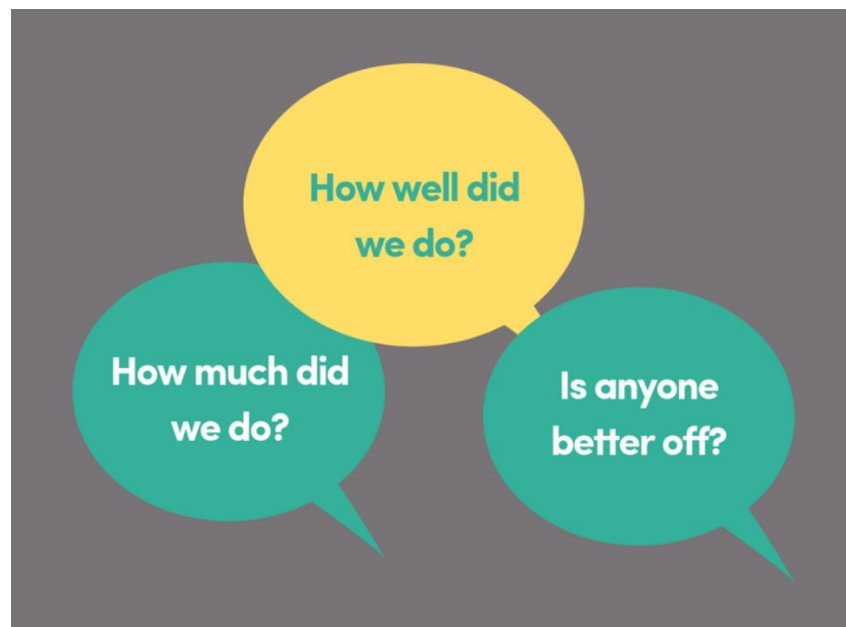 How well did
we do?
How much did
we do?
Is anyone
better off?